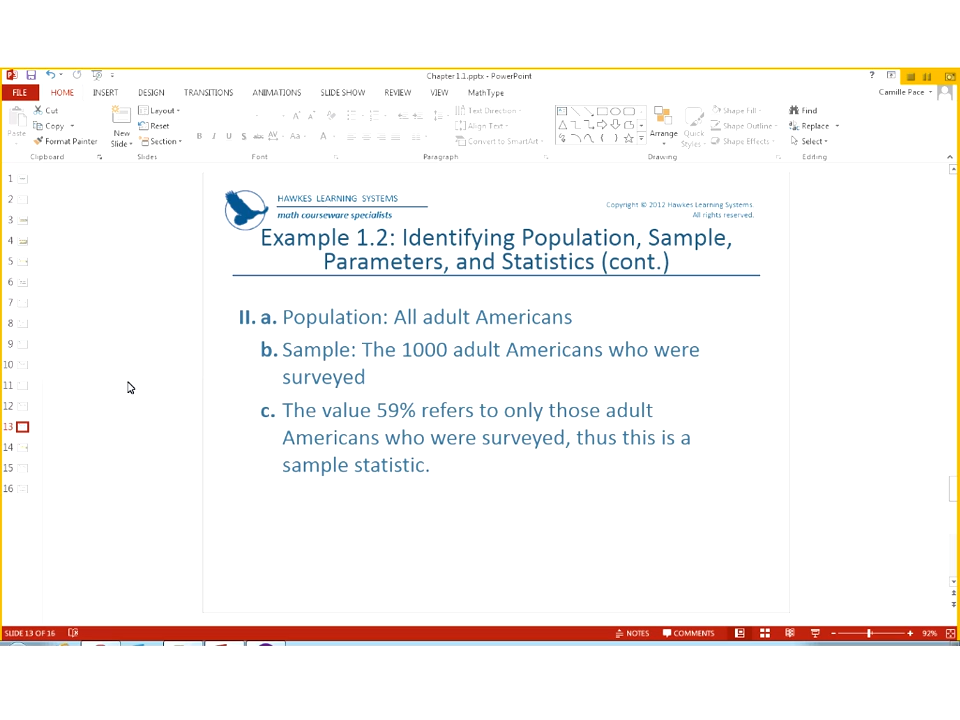 Chapter 1.1.pptx - PowerPoint
?
FILE HOME INSERT DESIGN TRANSITIONS ANIMATIONS SLIDE SHOW REVIEW VIEW MathType Camille Pace
Cut
Copy
Format Painter
Paste
Clipboard
New
Slide
Layout
Reset
Section
Slides
B I U S abc AV Aa A
Font
Text Direction
Align Text
Convert to SmartArt
Paragraph
Arrange
Quick
Styles
Shape Fill
Shape Outline
Shape Effects
Drawing
Find
Replace
Select
Editing
1
2
3
4
5
6
7
8
9
10
11
12
13
14
15
16
HAWKES LEARNING SYSTEMS
math courseware specialists
Copyright © 2012 Hawkes Learning Systems.
All rights reserved.
Example 1.2: Identifying Population, Sample,
Parameters, and Statistics (cont.)
II. a. Population: All adult Americans
b. Sample: The 1000 adult Americans who were
surveyed
c. The value 59% refers to only those adult
Americans who were surveyed, thus this is a
sample statistic.
SLIDE 13 OF 16 NOTES COMMENTS 92%